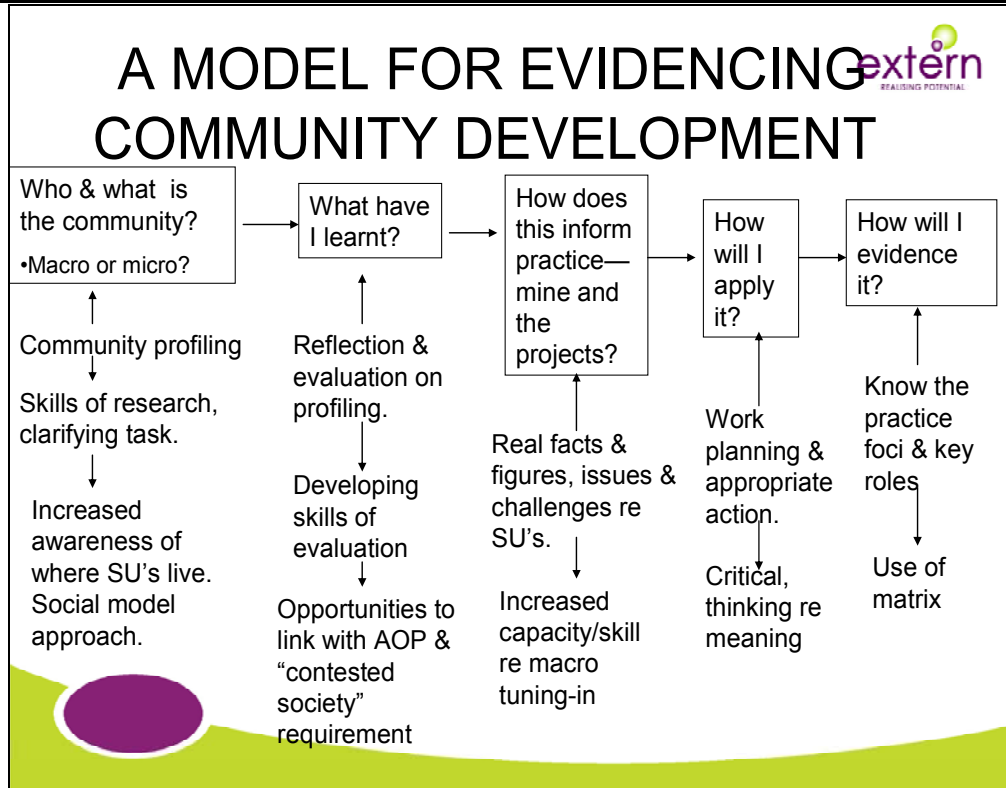 A MODEL FOR EVIDENCING
COMMUNITY DEVELOPMENT
extern
REALISING POTENTIAL
Who & what is
the community?
•Macro or micro?
Community profiling
Skills of research,
clarifying task.
Increased
awareness of
where SU's live.
Social model
approach.
What have
I learnt?
Reflection &
evaluation on
profiling.
Developing
skills of
evaluation
Opportunities to
link with AOP &
“contested
society”
requirement
How does
this inform
practice—
mine and
the
projects?
Real facts &
figures, issues &
challenges re
SU's.
Increased
capacity/skill
re macro
tuning-in
How
will I
apply
it?
Work
planning &
appropriate
action.
Critical,
thinking re
meaning
How will I
evidence
it?
Know the
practice
foci & key
roles
Use of
matrix